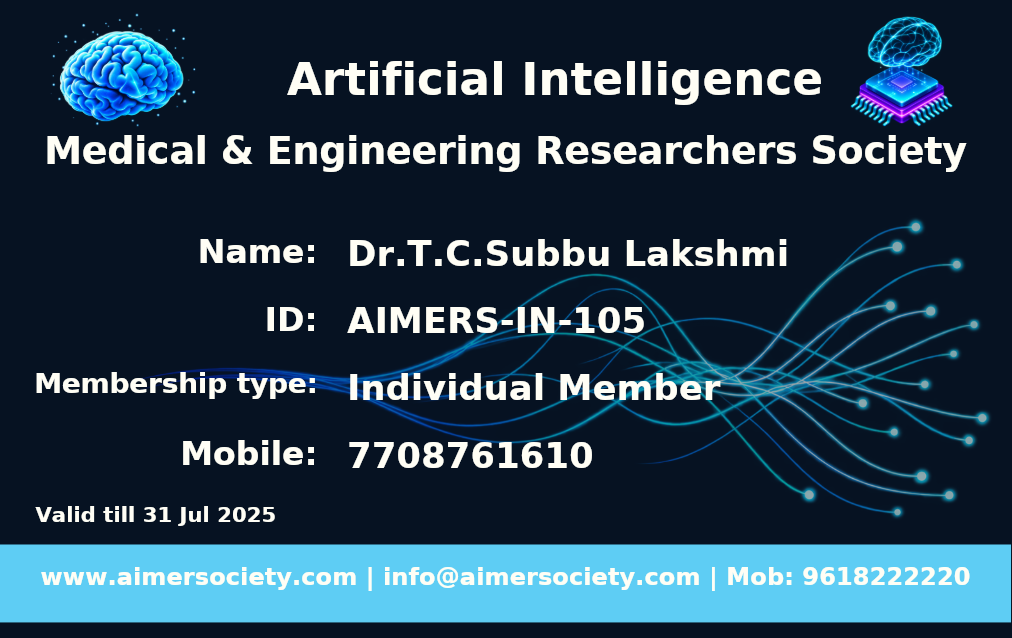 Artificial Intelligence
Medical & Engineering Researchers Society
Name: Dr.T.C.Subbu Lakshmi
ID: AIMERS-IN-105
Membership type: Individual Member
Mobile: 7708761610
Valid till 31 Jul 2025
www.aimersociety.com | info@aimersociety.com | Mob: 9618222220